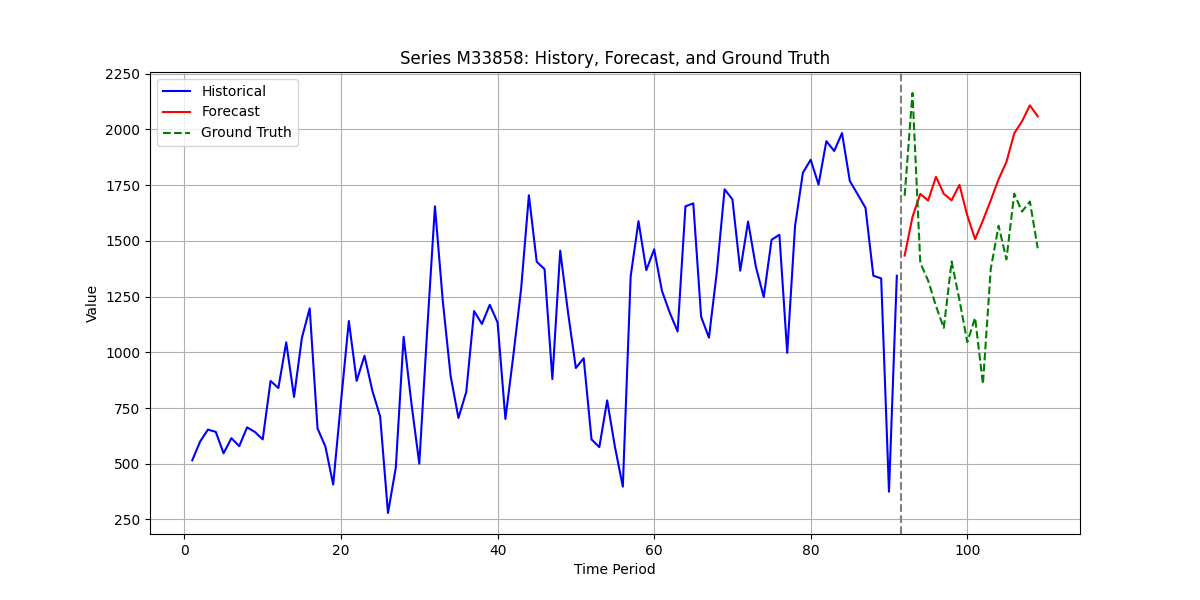 Series M33858: History, Forecast, and Ground Truth
Historical
Forecast
Ground Truth
2250
2000
1750
1500
1250
1000
750
500
250
Value
0 20 40 60 80 100
Time Period